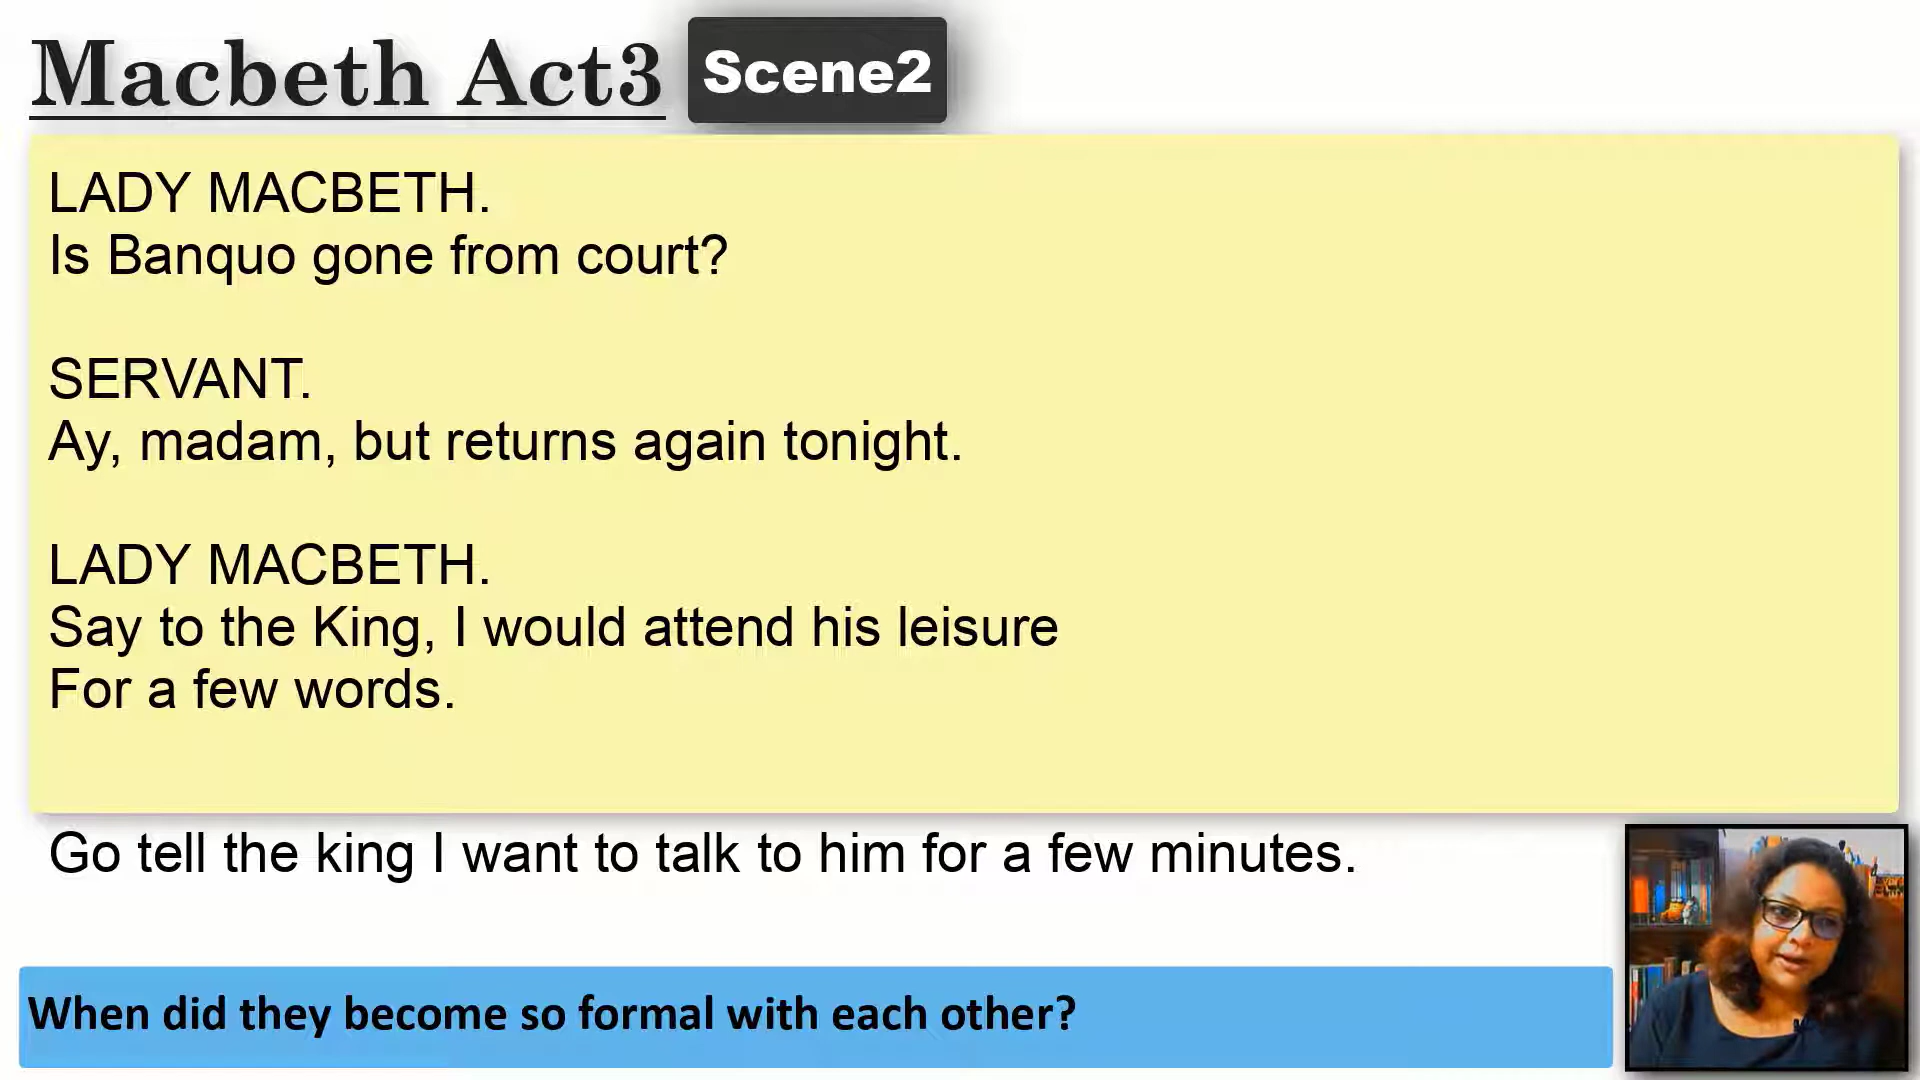 Macbeth Act3 Scene2
LADY MACBETH.
Is Banquo gone from court?
SERVANT.
Ay, madam, but returns again tonight.
LADY MACBETH.
Say to the King, I would attend his leisure
For a few words.
Go tell the king I want to talk to him for a few minutes.
When did they become so formal with each other?